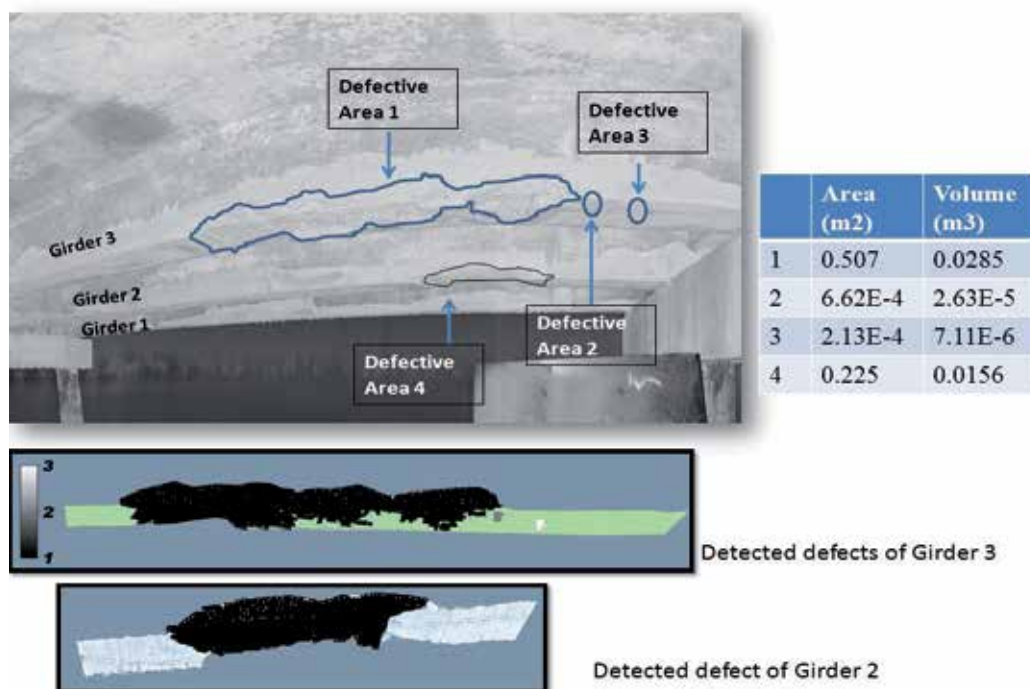 Defective
Area 1
Defective
Area 3
Girder 3
Girder 2
Girder 1
Defective
Area 2
Defective
Area 4
Area
(m2)
Volume
(m3)
1 0.507 0.0285
2 6.62E-4 2.63E-5
3 2.13E-4 7.11E-6
4 0.225 0.0156
3
2
1
Detected defects of Girder 3
Detected defect of Girder 2